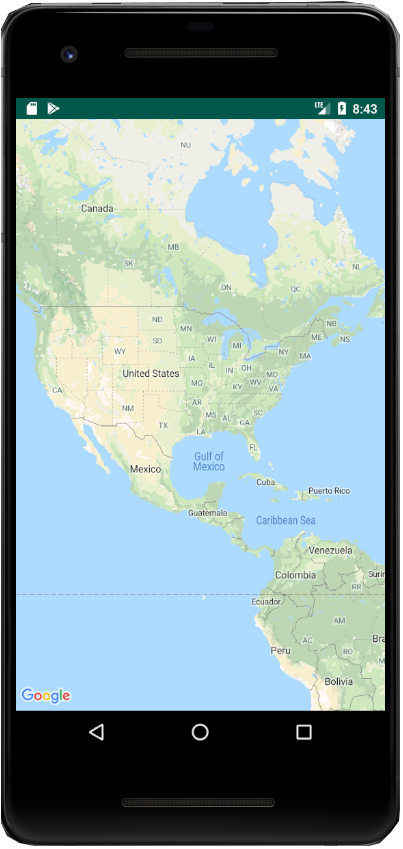 LTE 8:43
NU
Canada
MB
SK
NL
ON
QC
NB
ND
MN
ME
NS
WI
SD
MI
NY
WY
IA
MA
IL
IN
OH
MD
United States
MO
KY
WV
VA
CA
AR
NM
MS
SC
AL
GA
TX
LA
FL
Gulf of
Mexico
Mexico
Cuba
Puerto Rico
Guatemala
Caribbean Sea
Venezuela
Colombia
Surin
RR
Ecuador
AM
AC
Bra
Peru
RO
M
Bolivia
Google